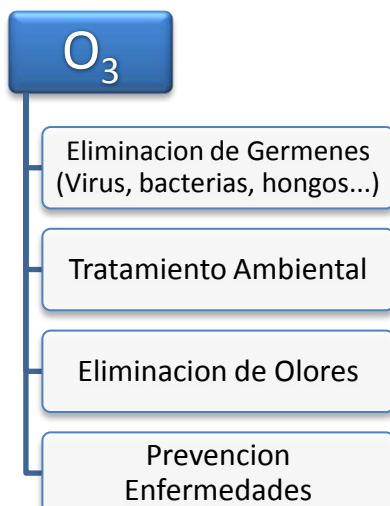 O₃
Eliminacion de Germenes
(Virus, bacterias, hongos...)
Tratamiento Ambiental
Eliminacion de Olores
Prevencion
Enfermedades